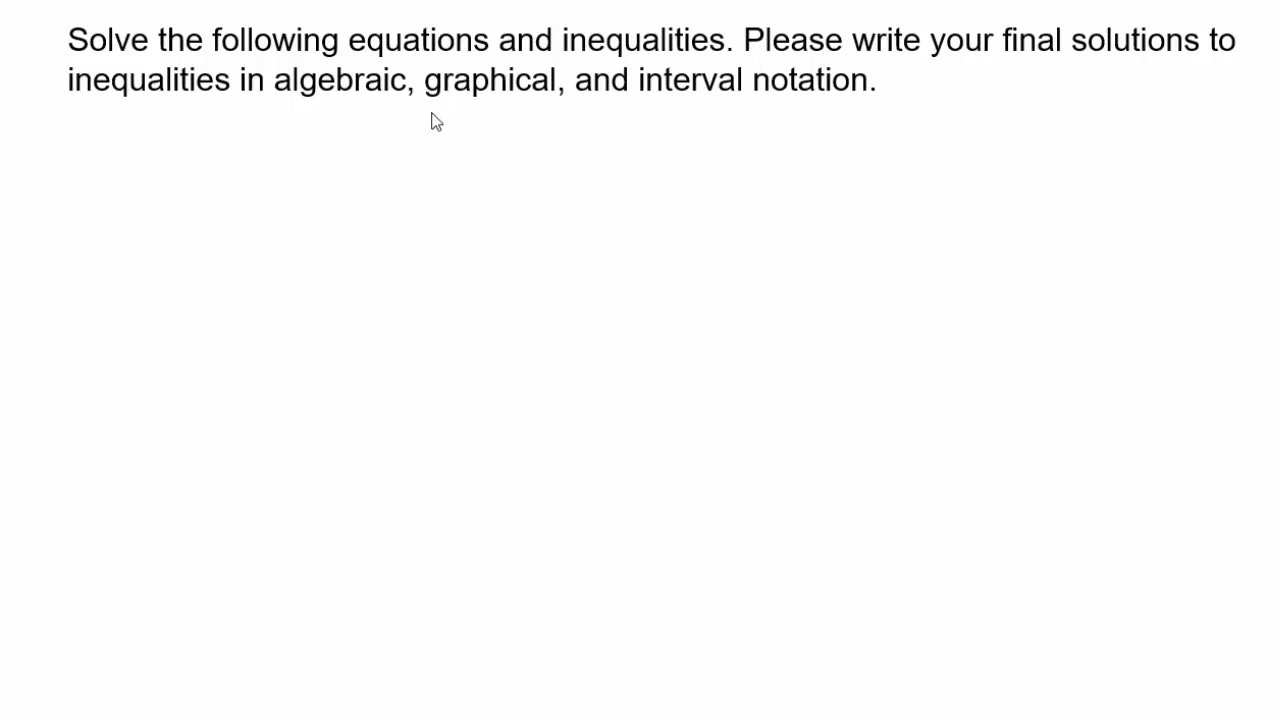 Solve the following equations and inequalities. Please write your final solutions to
inequalities in algebraic, graphical, and interval notation.